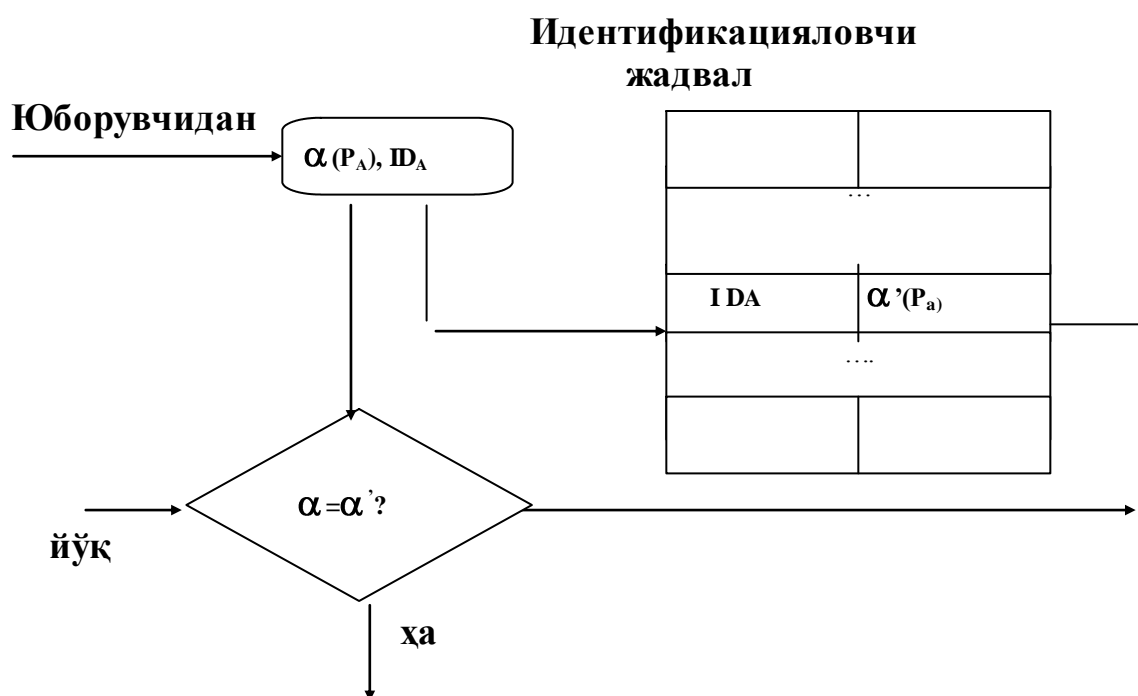 Идентификацияловчи
жадвал
Юборувчидан
α (P_A), ID_A
...
I DA
α ’(P_a)
....
α =α ’?
йўқ
ҳа